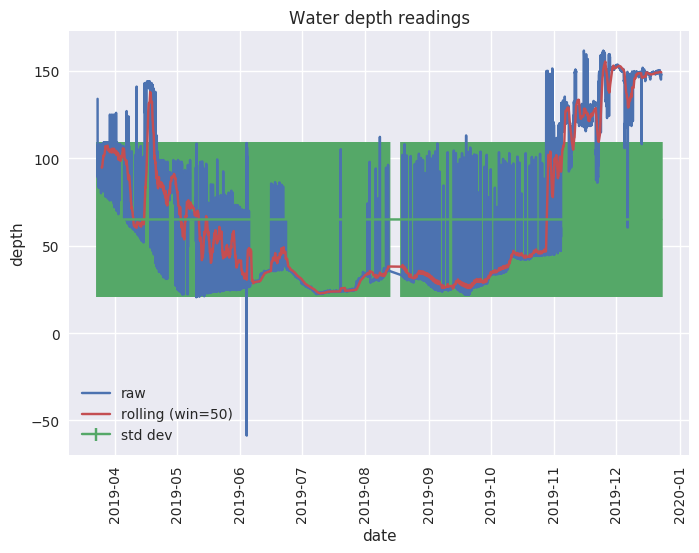 Water depth readings
150
100
50
0
−50
depth
raw
rolling (win=50)
std dev
2019-04
2019-05
2019-06
2019-07
2019-08
2019-09
2019-10
2019-11
2019-12
2020-01
date